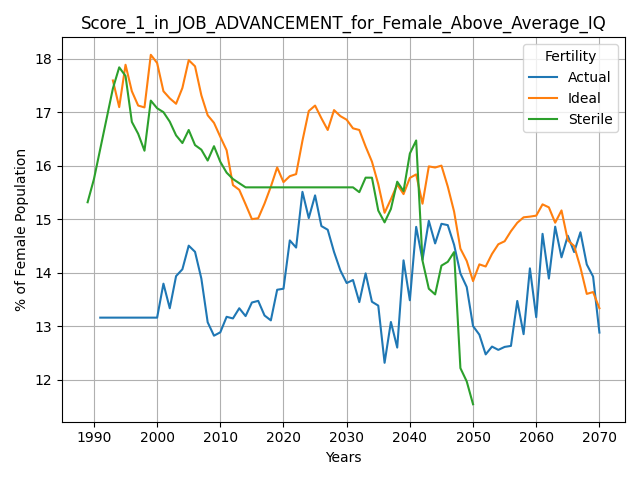 Score_1_in_JOB_ADVANCEMENT_for_Female_Above_Average_IQ
Fertility
Actual
Ideal
Sterile
% of Female Population
18
17
16
15
14
13
12
1990 2000 2010 2020 2030 2040 2050 2060 2070
Years